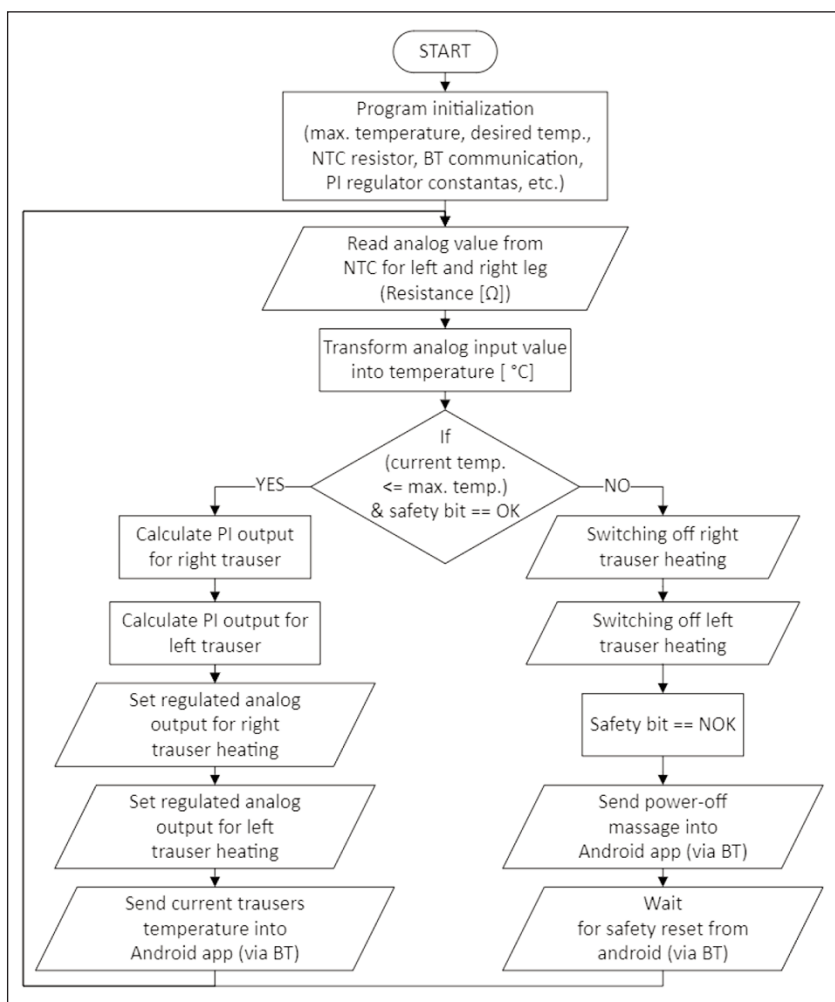 START
Program initialization
(max. temperature, desired temp.,
NTC resistor, BT communication,
PI regulator constantas, etc.)
Read analog value from
NTC for left and right leg
(Resistance [Ω])
Transform analog input value
into temperature [ °C]
If
(current temp.
<= max. temp.)
& safety bit == OK
YES
NO
Calculate PI output
for right trauser
Calculate PI output for
left trauser
Set regulated analog
output for right
trauser heating
Set regulated analog
output for left
trauser heating
Send current trausers
temperature into
Android app (via BT)
Switching off right
trauser heating
Switching off left
trauser heating
Safety bit == NOK
Send power-off
massage into
Android app (via BT)
Wait
for safety reset from
android (via BT)